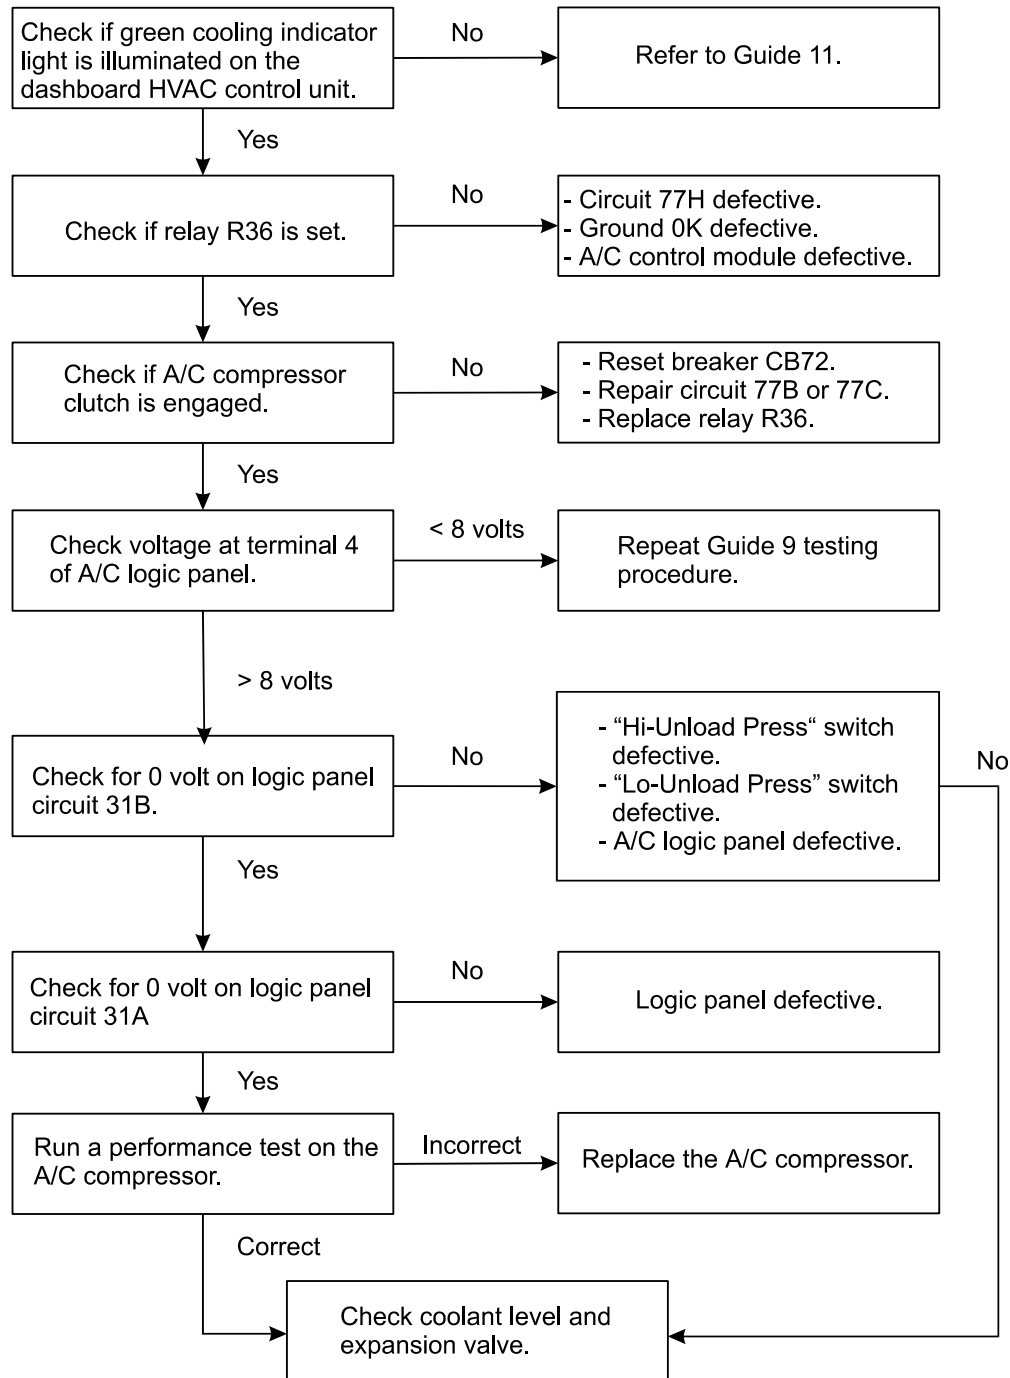 Check if green cooling indicator
light is illuminated on the
dashboard HVAC control unit.
No
Refer to Guide 11.
Yes
Check if relay R36 is set.
No
- Circuit 77H defective.
- Ground 0K defective.
- A/C control module defective.
Yes
Check if A/C compressor
clutch is engaged.
No
- Reset breaker CB72.
- Repair circuit 77B or 77C.
- Replace relay R36.
Yes
Check voltage at terminal 4
of A/C logic panel.
< 8 volts
Repeat Guide 9 testing
procedure.
> 8 volts
Check for 0 volt on logic panel
circuit 31B.
No
- “Hi-Unload Press“ switch
defective.
- “Lo-Unload Press” switch
defective.
- A/C logic panel defective.
No
Yes
Check for 0 volt on logic panel
circuit 31A
No
Logic panel defective.
Yes
Run a performance test on the
A/C compressor.
Incorrect
Replace the A/C compressor.
Correct
Check coolant level and
expansion valve.